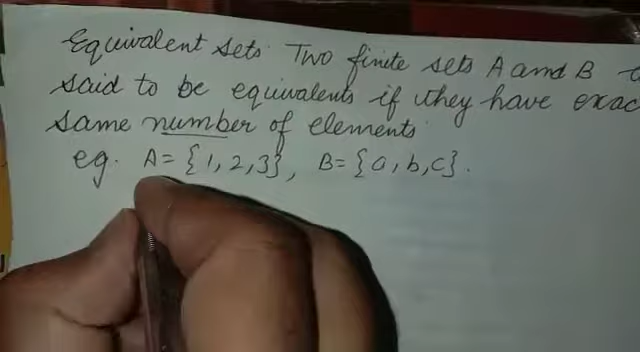 Equivalent sets: Two finite sets A and B
said to be equivalents if they have exac
same number of elements
eg. A = {1, 2, 3}, B = {a, b, c}.